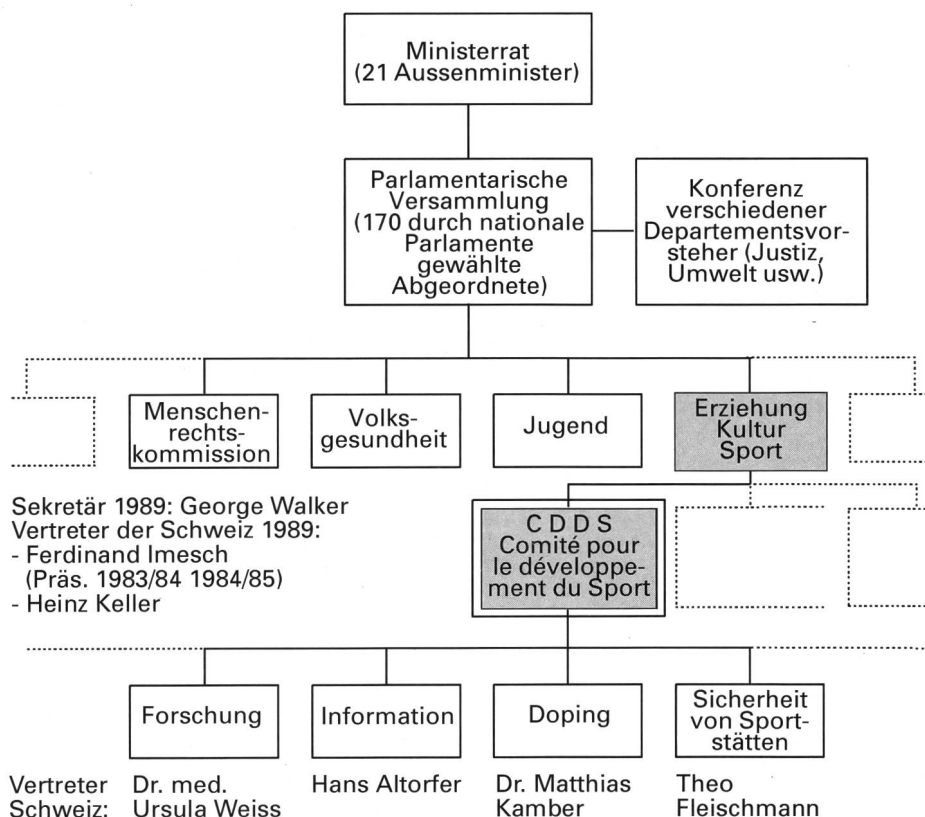 Ministerrat
(21 Aussenminister)
Parlamentarische
Versammlung
(170 durch nationale
Parlamente
gewählte
Abgeordnete)
Konferenz
verschiedener
Departementsvor-
steher (Justiz,
Umwelt usw.)
Menschen-
rechts-
kommission
Volks-
gesundheit
Jugend
Erziehung
Kultur
Sport
Sekretär 1989: George Walker
Vertreter der Schweiz 1989:
- Ferdinand Imesch
(Präs. 1983/84 1984/85)
- Heinz Keller
C D D S
Comité pour
le développe-
ment du Sport
Forschung
Information
Doping
Sicherheit
von Sport-
stätten
Vertreter
Schweiz:
Dr. med.
Ursula Weiss
Hans Altorfer
Dr. Matthias
Kamber
Theo
Fleischmann